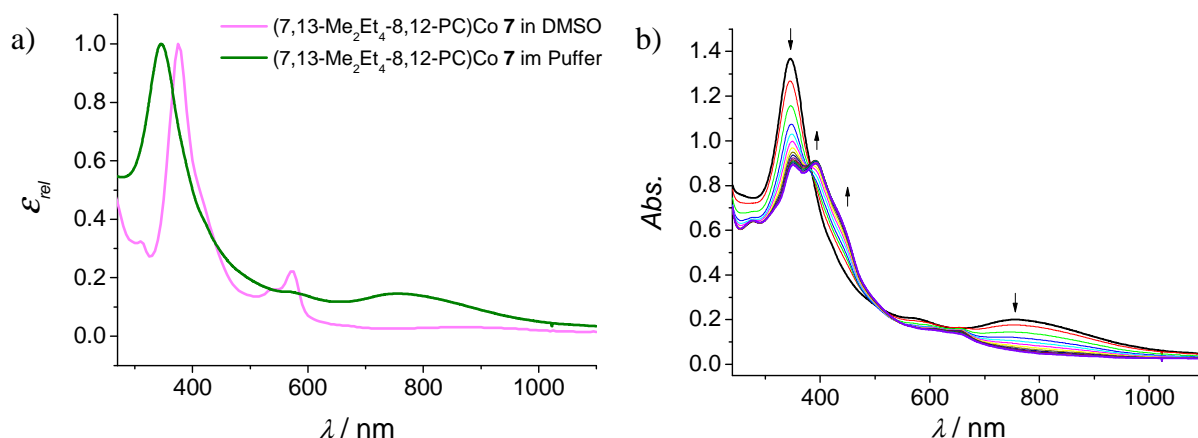 a)
(7,13-Me₂Et₄-8,12-PC)Co 7 in DMSO
(7,13-Me₂Et₄-8,12-PC)Co 7 im Puffer
1.0
0.8
0.6
0.4
0.2
0.0
ε_rel
400 600 800 1000
λ / nm
b)
1.4
1.2
1.0
0.8
0.6
0.4
0.2
0.0
Abs.
400 600 800 1000
λ / nm